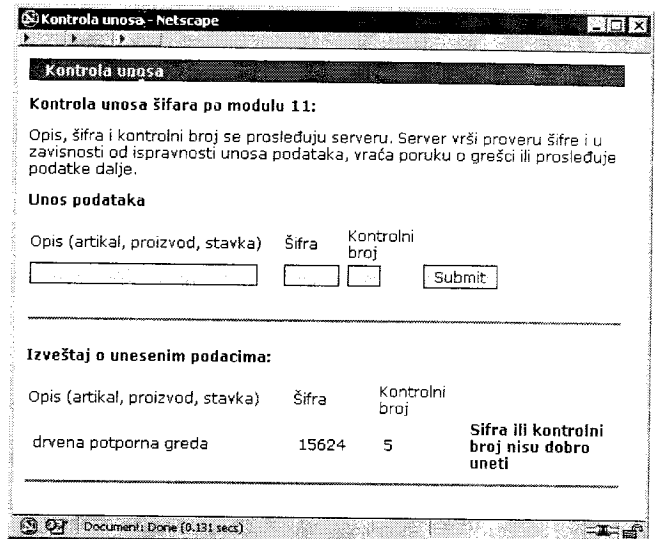 Kontrola unosa - Netscape
Kontrola unosa
Kontrola unosa šifara po modulu 11:
Opis, šifra i kontrolni broj se prosleđuju serveru. Server vrši proveru šifre i u
zavisnosti od ispravnosti unosa podataka, vraća poruku o grešci ili prosleđuje
podatke dalje.
Unos podataka
Opis (artikal, proizvod, stavka) Šifra Kontrolni
broj
Submit
Izveštaj o unesenim podacima:
Opis (artikal, proizvod, stavka) Šifra Kontrolni
broj
drvena potporna greda 15624 5 Sifra ili kontrolni
broj nisu dobro
uneti
Document: Done (0.131 secs)